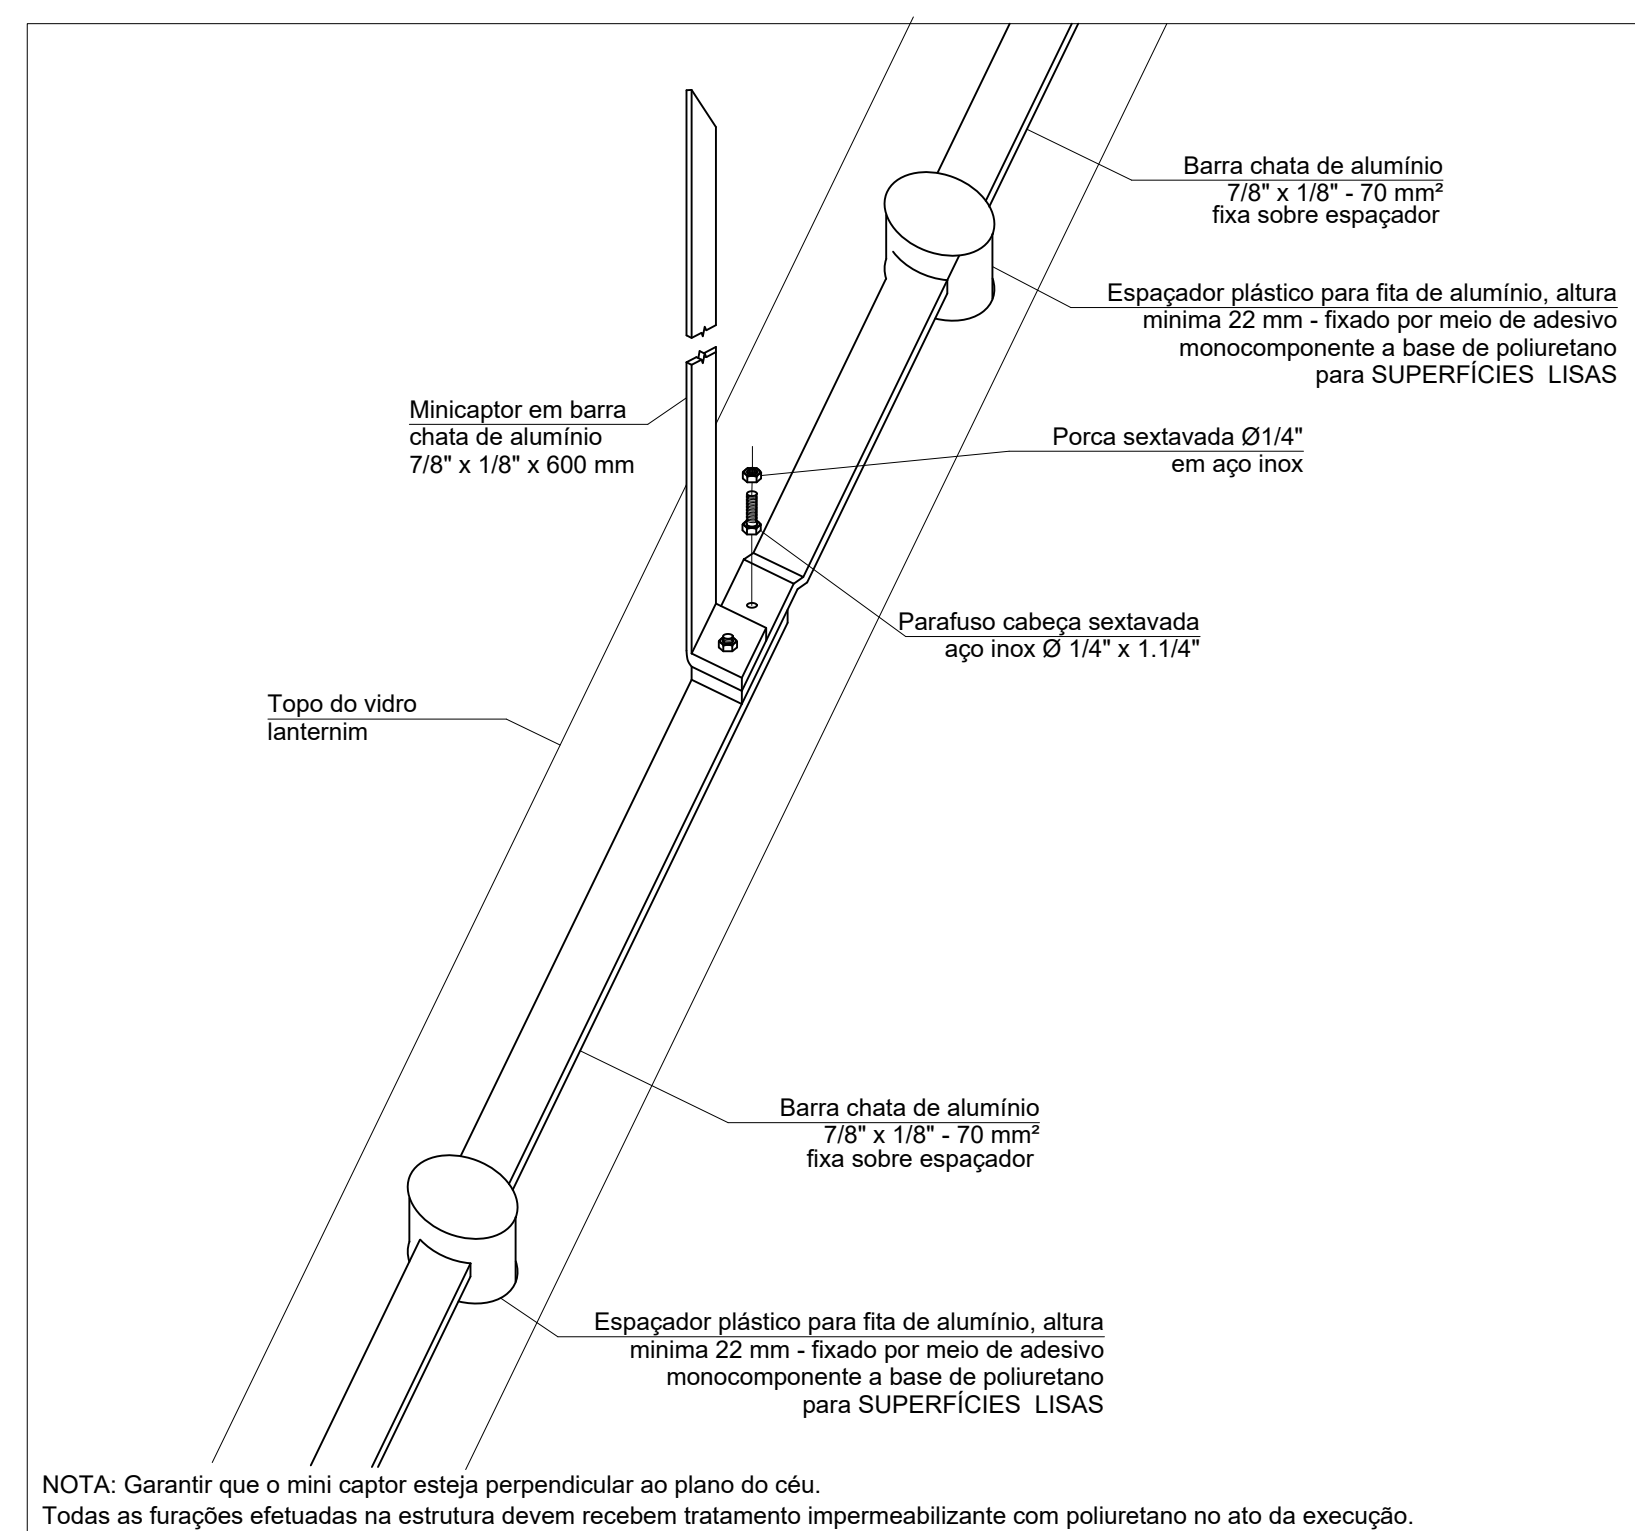 Barra chata de alumínio
7/8" x 1/8" - 70 mm²
fixa sobre espaçador
Espaçador plástico para fita de alumínio, altura
minima 22 mm - fixado por meio de adesivo
monocomponente a base de poliuretano
para SUPERFÍCIES LISAS
Minicaptor em barra
chata de alumínio
7/8" x 1/8" x 600 mm
Porca sextavada Ø1/4"
em aço inox
Parafuso cabeça sextavada
aço inox Ø 1/4" x 1.1/4"
Topo do vidro
lanternim
Barra chata de alumínio
7/8" x 1/8" - 70 mm²
fixa sobre espaçador
Espaçador plástico para fita de alumínio, altura
minima 22 mm - fixado por meio de adesivo
monocomponente a base de poliuretano
para SUPERFÍCIES LISAS
NOTA: Garantir que o mini captor esteja perpendicular ao plano do céu.
Todas as furações efetuadas na estrutura devem recebem tratamento impermeabilizante com poliuretano no ato da execução.